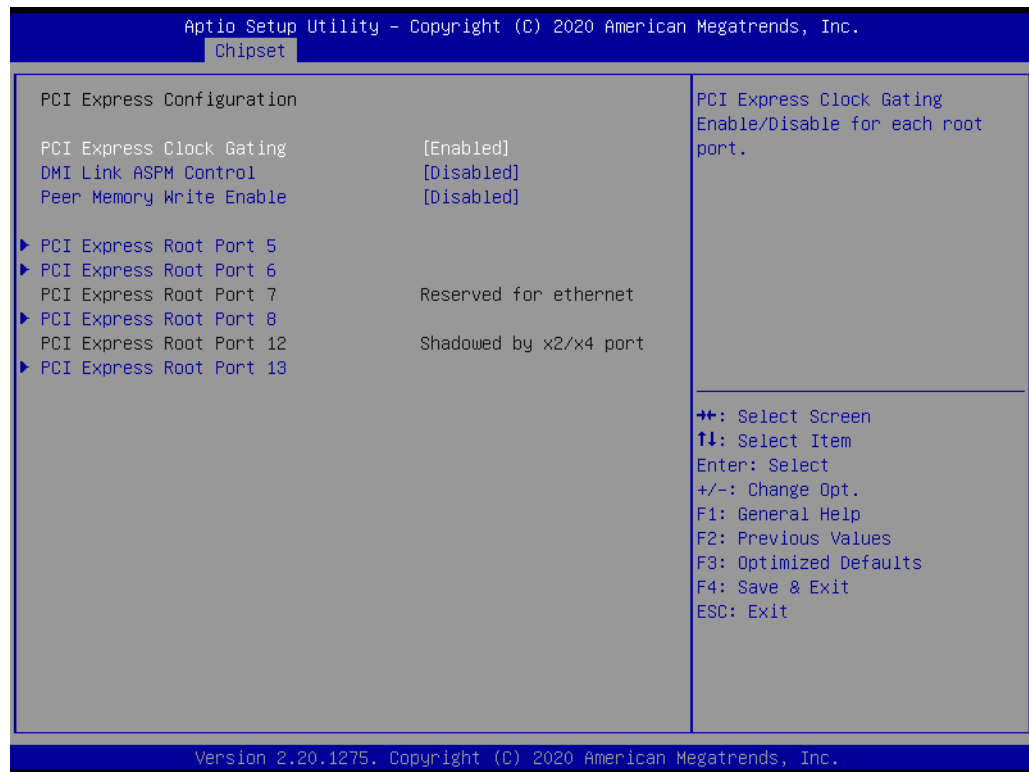 Aptio Setup Utility – Copyright (C) 2020 American Megatrends, Inc.
Chipset
PCI Express Configuration
PCI Express Clock Gating [Enabled]
DMI Link ASPM Control [Disabled]
Peer Memory Write Enable [Disabled]
▶ PCI Express Root Port 5
▶ PCI Express Root Port 6
PCI Express Root Port 7 Reserved for ethernet
▶ PCI Express Root Port 8
PCI Express Root Port 12 Shadowed by x2/x4 port
▶ PCI Express Root Port 13
PCI Express Clock Gating
Enable/Disable for each root
port.
→←: Select Screen
↑↓: Select Item
Enter: Select
+/-: Change Opt.
F1: General Help
F2: Previous Values
F3: Optimized Defaults
F4: Save & Exit
ESC: Exit
Version 2.20.1275. Copyright (C) 2020 American Megatrends, Inc.